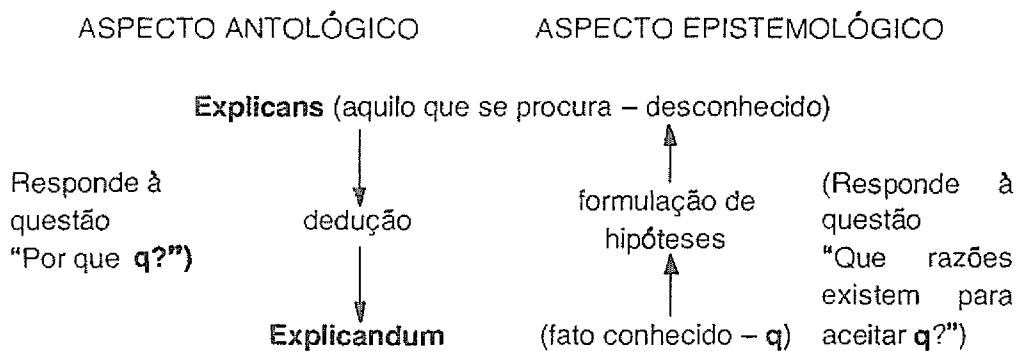 ASPECTO ANTOLÓGICO ASPECTO EPISTEMOLÓGICO
Explicans (aquilo que se procura – desconhecido)
Responde à
questão
"Por que q?")
dedução
formulação de
hipóteses
(Responde à
questão
"Que razões
existem para
aceitar q?")
Explicandum (fato conhecido – q)